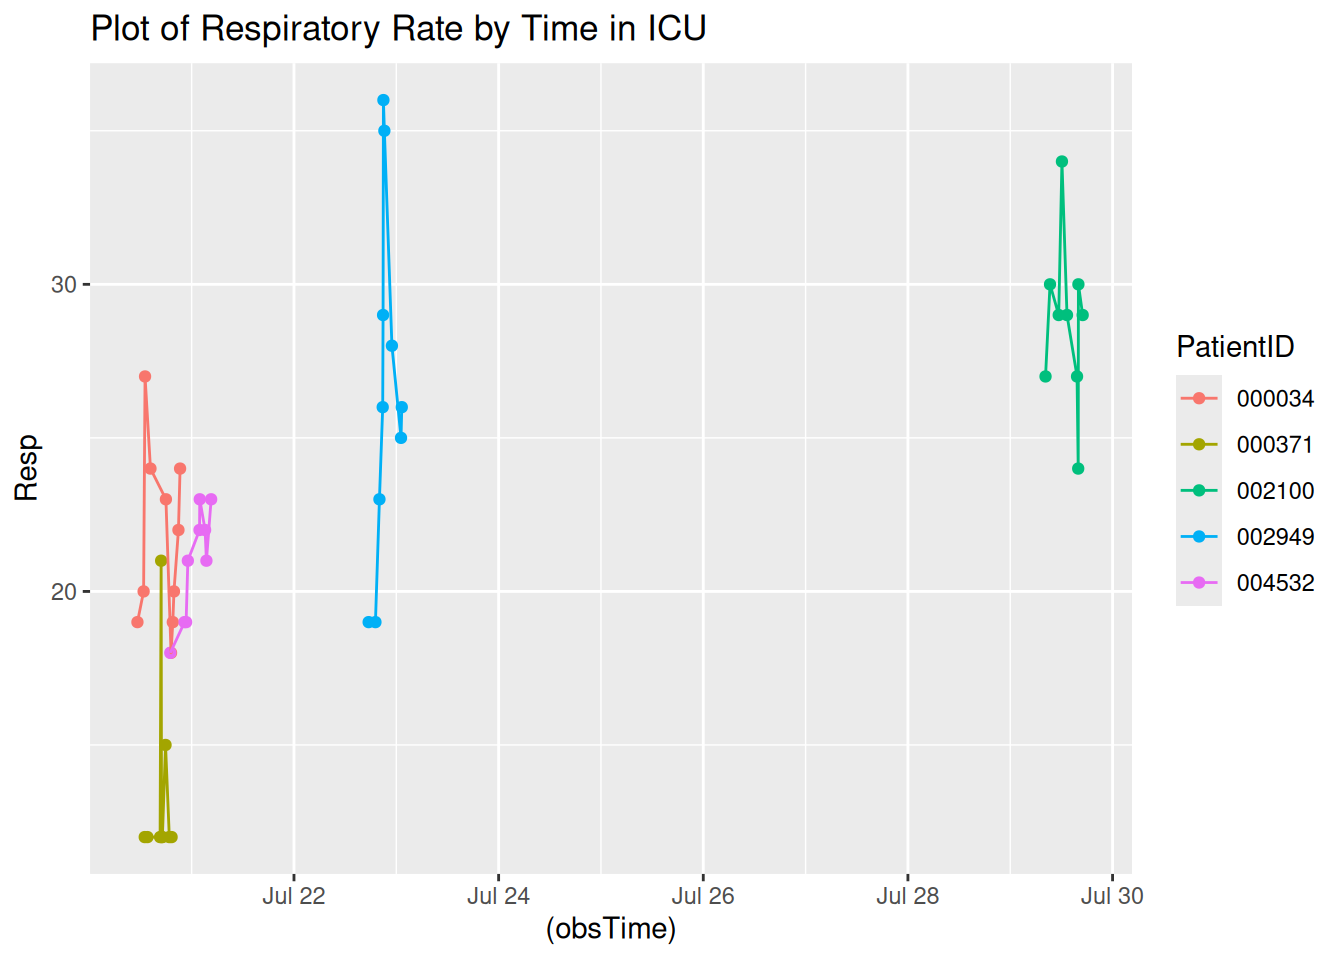 Plot of Respiratory Rate by Time in ICU
Resp
30
20
Jul 22
Jul 24
Jul 26
Jul 28
Jul 30
(obsTime)
PatientID
000034
000371
002100
002949
004532